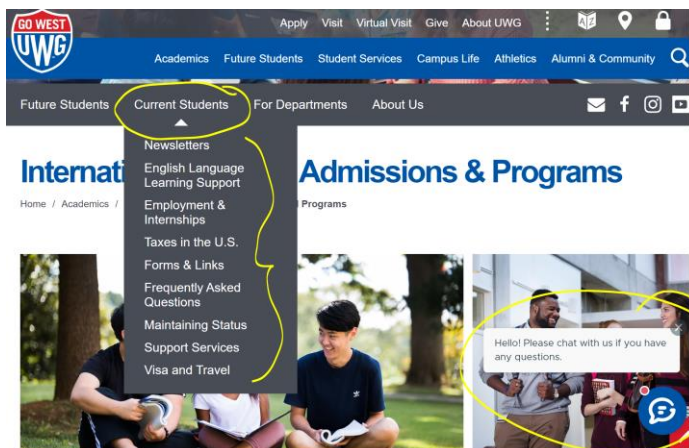 GO WEST
UWG
Apply Visit Virtual Visit Give About UWG
A Z
Academics Future Students Student Services Campus Life Athletics Alumni & Community
Future Students Current Students For Departments About Us
Newsletters
English Language
Learning Support
Employment &
Internships
Taxes in the U.S.
Forms & Links
Frequently Asked
Questions
Maintaining Status
Support Services
Visa and Travel
Internati Admissions & Programs
Home / Academics / Programs
Hello! Please chat with us if you have
any questions.